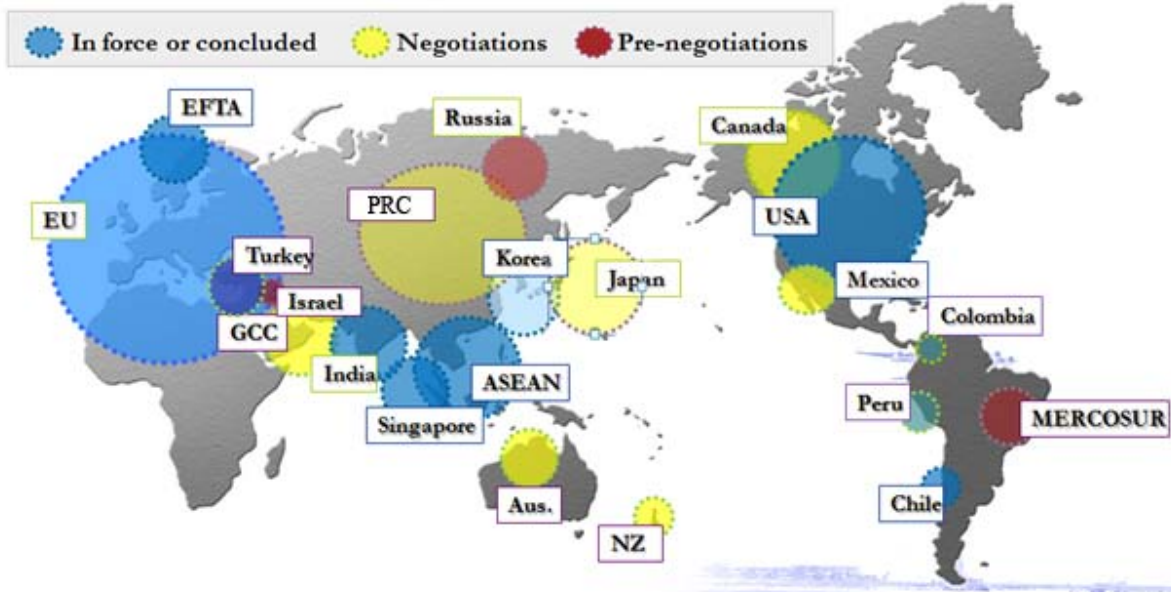 In force or concluded
Negotiations
Pre-negotiations
EFTA
Russia
Canada
EU
PRC
USA
Turkey
Korea
Japan
Israel
Mexico
GCC
Colombia
India
ASEAN
Peru
MERCOSUR
Singapore
Aus.
Chile
NZ